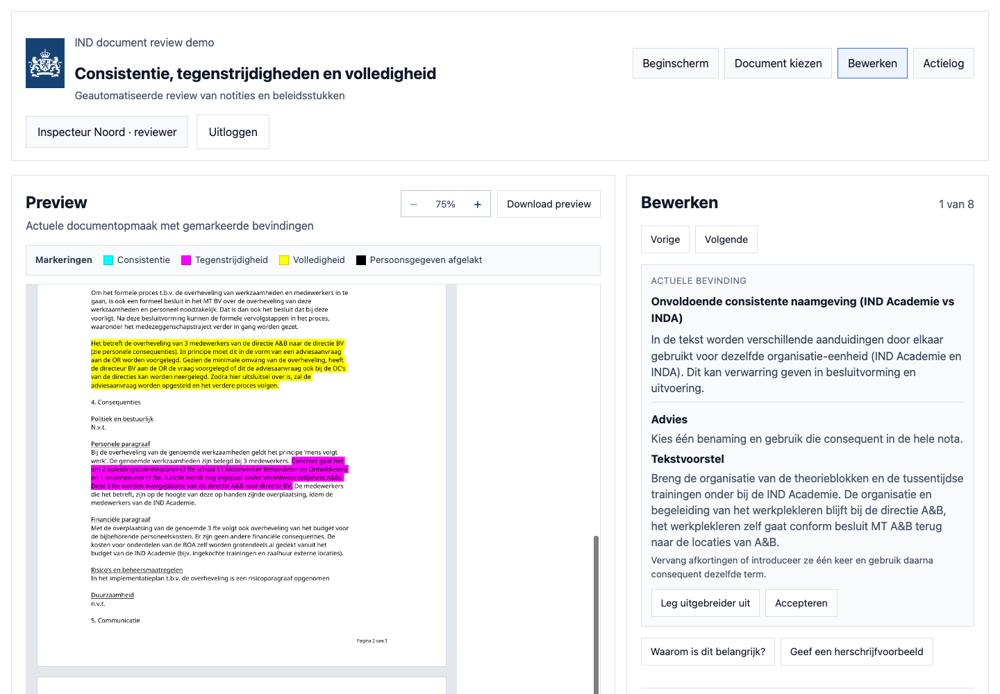 IND document review demo
Consistentie, tegenstrijdigheden en volledigheid
Geautomatiseerde review van notities en beleidsstukken
Beginscherm
Document kiezen
Bewerken
Actielog
Inspecteur Noord · reviewer
Uitloggen
Preview
Actuele documentopmaak met gemarkeerde bevindingen
− 75% +
Download preview
Markeringen
Consistentie
Tegenstrijdigheid
Volledigheid
Persoonsgegeven afgelakt
Om het formele proces t.b.v. de overheveling van werkzaamheden en medewerkers in te
gaan, is ook een formeel besluit in het MT BV over de overheveling van deze
werkzaamheden en personeel noodzakelijk. Dat is dan ook het besluit dat bij deze
voorligt. Na deze besluitvorming kunnen de formele vervolgstappen in het proces,
waaronder het medezeggenschapstraject verder in gang worden gezet.
Het betreft de overheveling van 3 medewerkers van de directie A&B naar de directie BV
(zie personele consequenties). In principe moet dit in de vorm van een adviesaanvraag
aan de OR worden voorgelegd. Gezien de minimale omvang van de overheveling, heeft
de directeur BV aan de OR de vraag voorgelegd of dit de adviesaanvraag ook bij de OC's
van de directies kan worden neergelegd. Zodra hier uitsluitsel over is, zal de
adviesaanvraag worden opgesteld en het verdere proces volgen.
4. Consequenties
Politiek en bestuurlijk
N.v.t.
Personele paragraaf
Bij de overheveling van de genoemde werkzaamheden geldt het principe 'mens volgt
werk'. De genoemde werkzaamheden zijn belegd bij 3 medewerkers. Concreet gaat het
om 2 opleidingscoördinatoren (2 fte schaal 11 Medewerker Behandelen en Ontwikkelen)
en 1 ondersteuner (1 fte, functie wordt nog ingepast onder verantwoordelijkheid A&B).
Deze 3 fte worden overgeplaatst van de directie A&B naar directie BV. De medewerkers
die het betreft, zijn op de hoogte van deze op handen zijnde overplaatsing, idem de
medewerkers van de IND Academie.
Financiële paragraaf
Met de overplaatsing van de genoemde 3 fte volgt ook overheveling van het budget voor
de bijbehorende personeelskosten. Er zijn geen andere financiële consequenties. De
kosten voor onderdelen van de BOA zelf worden grotendeels al gedekt vanuit het
budget van de IND Academie (bijv. ingekochte trainingen en zaalhuur externe locaties).
Risico's en beheersmaatregelen
In het implementatieplan t.b.v. de overheveling is een risicoparagraaf opgenomen
Duurzaamheid
n.v.t.
5. Communicatie
Pagina 2 van 3
Bewerken
1 van 8
Vorige
Volgende
ACTUELE BEVINDING
Onvoldoende consistente naamgeving (IND Academie vs
INDA)
In de tekst worden verschillende aanduidingen door elkaar
gebruikt voor dezelfde organisatie-eenheid (IND Academie en
INDA). Dit kan verwarring geven in besluitvorming en
uitvoering.
Advies
Kies één benaming en gebruik die consequent in de hele nota.
Tekstvoorstel
Breng de organisatie van de theorieblokken en de tussentijdse
trainingen onder bij de IND Academie. De organisatie en
begeleiding van het werkplekleren blijft bij de directie A&B,
het werkplekleren zelf gaat conform besluit MT A&B terug
naar de locaties van A&B.
Vervang afkortingen of introduceer ze één keer en gebruik daarna
consequent dezelfde term.
Leg uitgebreider uit
Accepteren
Waarom is dit belangrijk?
Geef een herschrijfvoorbeeld